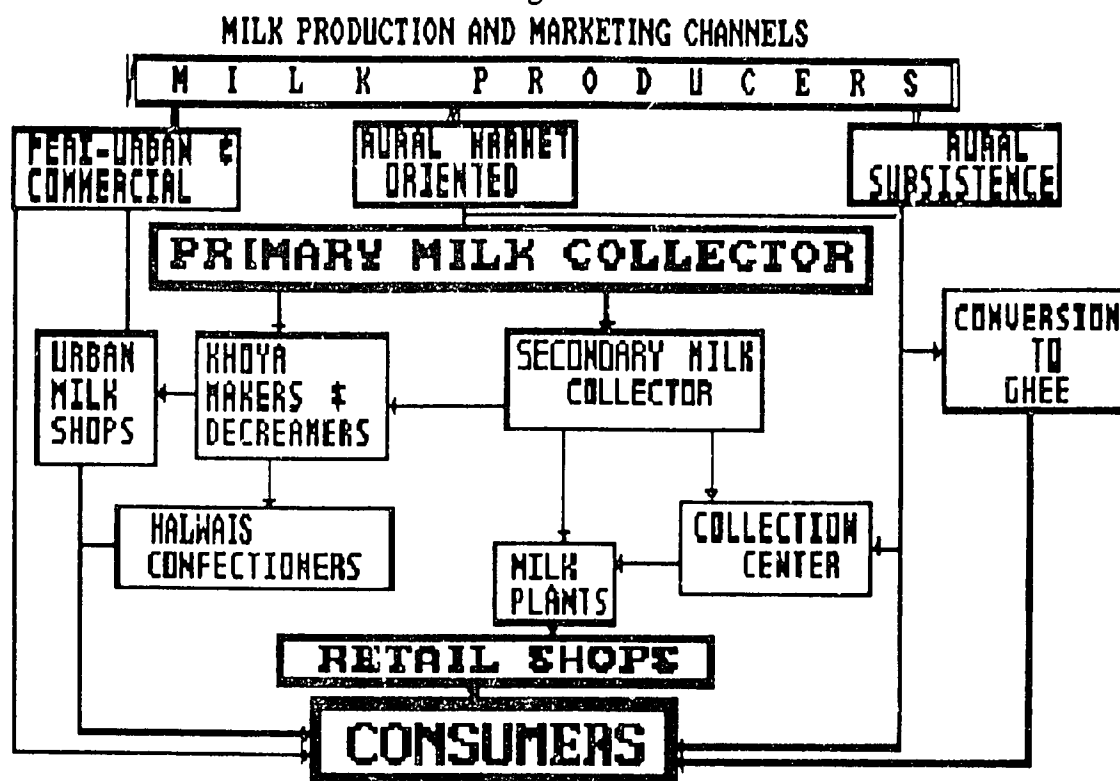 MILK PRODUCTION AND MARKETING CHANNELS
MILK PRODUCERS
PERI-URBAN &
COMMERCIAL
RURAL MARKET
ORIENTED
RURAL
SUBSISTENCE
PRIMARY MILK COLLECTOR
URBAN
MILK
SHOPS
KHOYA
MAKERS &
DECREAMERS
SECONDARY MILK
COLLECTOR
CONVERSION
TO
GHEE
HALWAIS
CONFECTIONERS
MILK
PLANTS
COLLECTION
CENTER
RETAIL SHOPS
CONSUMERS